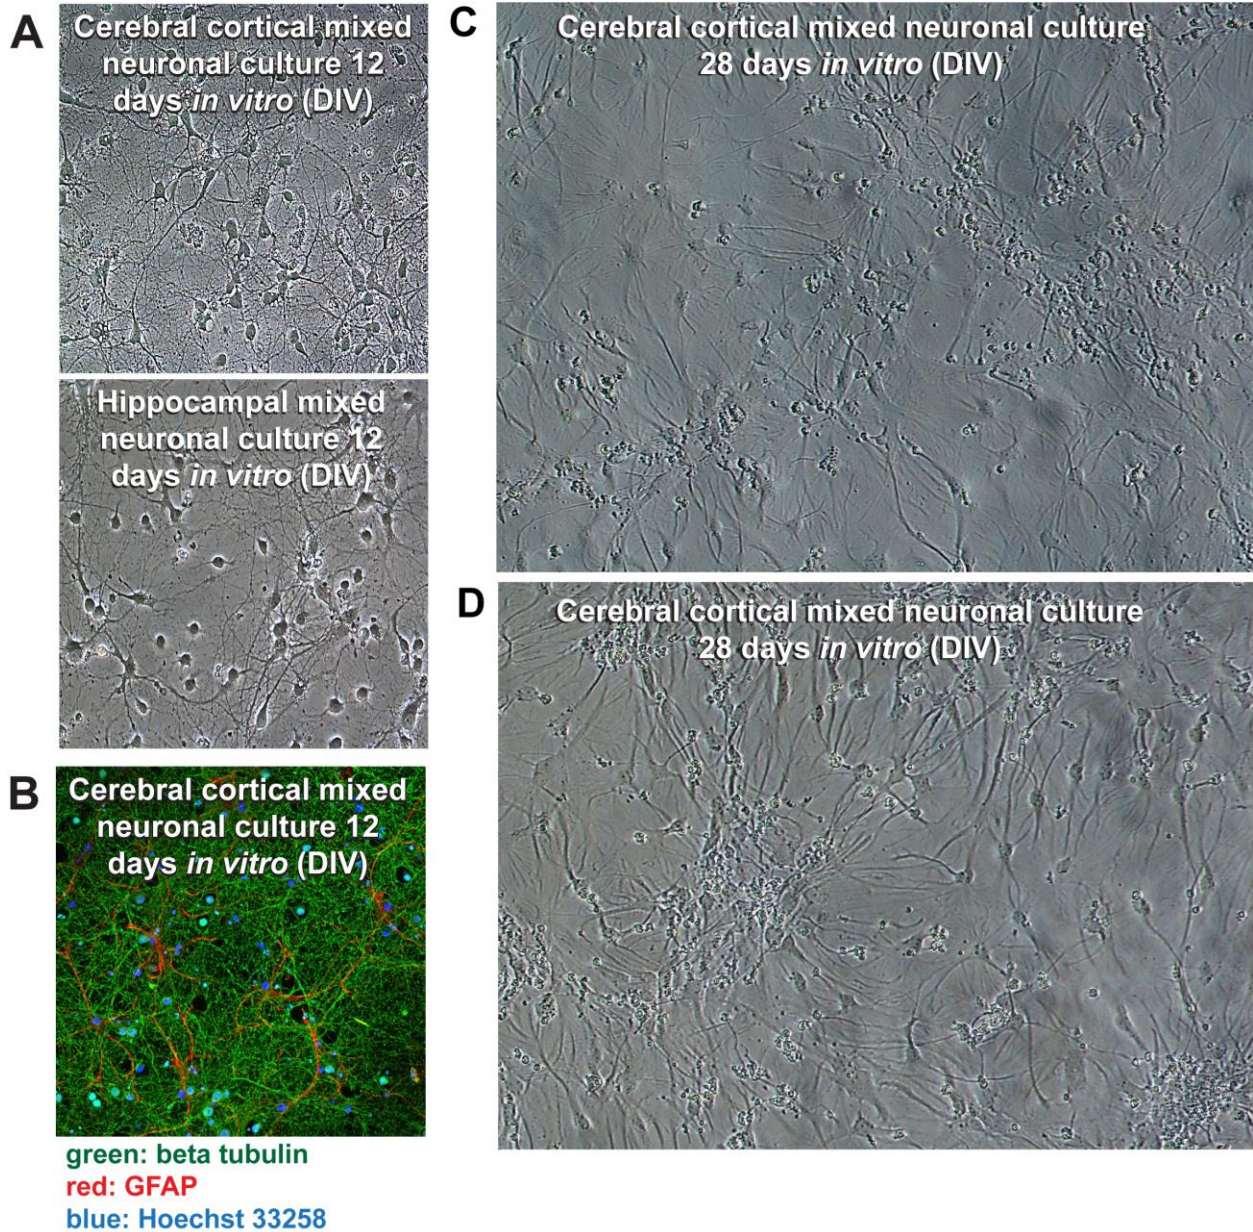 A
Cerebral cortical mixed
neuronal culture 12
days in vitro (DIV)
Hippocampal mixed
neuronal culture 12
days in vitro (DIV)
B
Cerebral cortical mixed
neuronal culture 12
days in vitro (DIV)
green: beta tubulin
red: GFAP
blue: Hoechst 33258
C
Cerebral cortical mixed neuronal culture
28 days in vitro (DIV)
D
Cerebral cortical mixed neuronal culture
28 days in vitro (DIV)